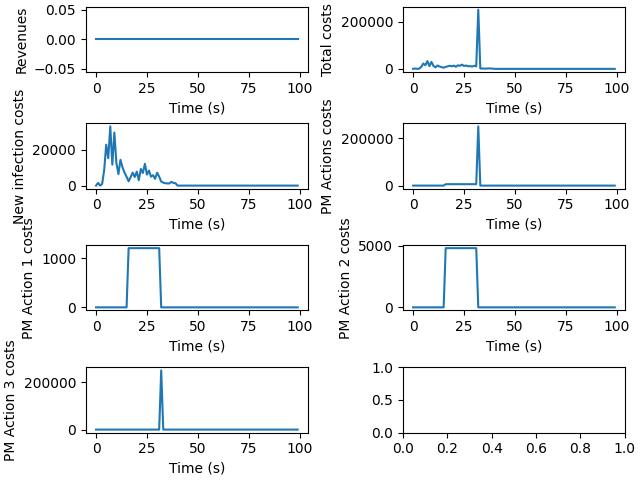 Revenues
0.05
0.00
−0.05
0 25 50 75 100
Time (s)
Total costs
200000
0
0 25 50 75 100
Time (s)
New infection costs
20000
0
0 25 50 75 100
Time (s)
PM Actions costs
200000
0
0 25 50 75 100
Time (s)
PM Action 1 costs
1000
0
0 25 50 75 100
Time (s)
PM Action 2 costs
5000
0
0 25 50 75 100
Time (s)
PM Action 3 costs
200000
0
0 25 50 75 100
Time (s)
1.0
0.5
0.0
0.0 0.2 0.4 0.6 0.8 1.0